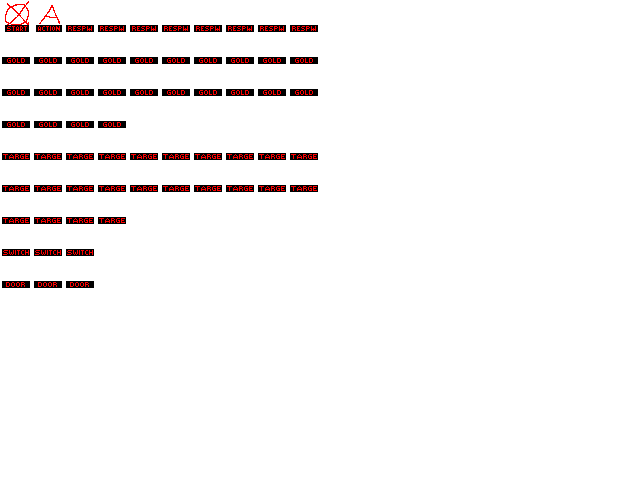 A
START ACTION RESPW RESPW RESPW RESPW RESPW RESPW RESPW RESPW
GOLD GOLD GOLD GOLD GOLD GOLD GOLD GOLD GOLD GOLD
GOLD GOLD GOLD GOLD GOLD GOLD GOLD GOLD GOLD GOLD
GOLD GOLD GOLD GOLD
TARGE TARGE TARGE TARGE TARGE TARGE TARGE TARGE TARGE TARGE
TARGE TARGE TARGE TARGE TARGE TARGE TARGE TARGE TARGE TARGE
TARGE TARGE TARGE TARGE
SWITCH SWITCH SWITCH
DOOR DOOR DOOR